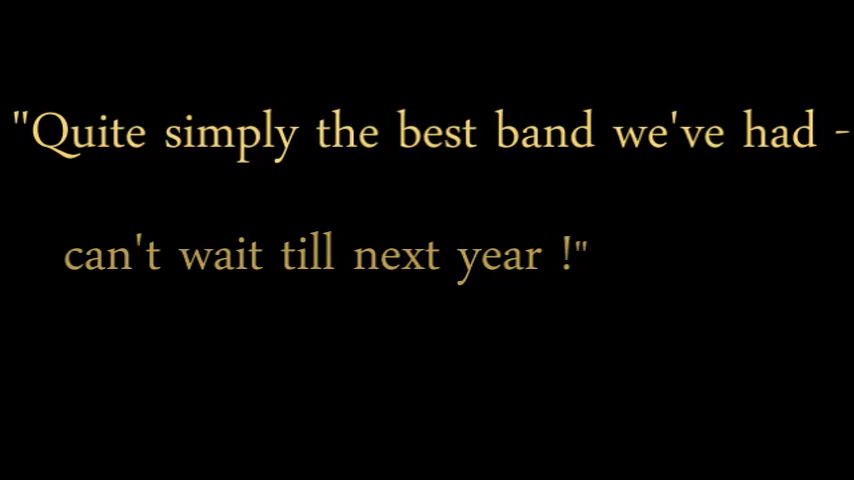 "Quite simply the best band we've had -
can't wait till next year !"